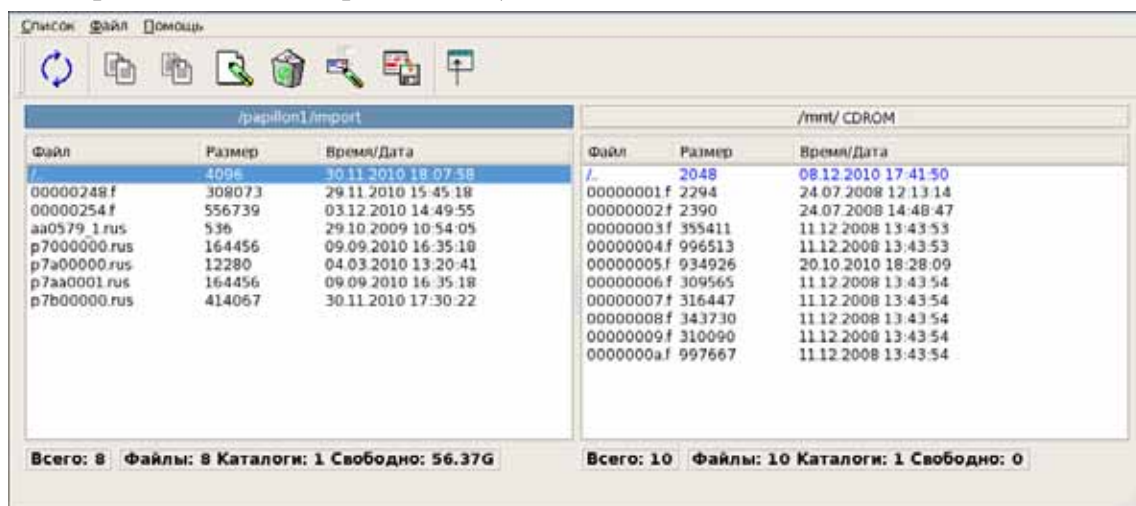 Список Файл Помощь
/papillon1/import
Файл Размер Время/Дата
/.. 4096 30.11.2010 18:07:58
00000248.f 308073 29.11.2010 15:45:18
00000254.f 556739 03.12.2010 14:49:55
aa0579_1.rus 536 29.10.2009 10:54:05
p7000000.rus 164456 09.09.2010 16:35:18
p7a00000.rus 12280 04.03.2010 13:20:41
p7aa0001.rus 164456 09.09.2010 16:35:18
p7b00000.rus 414067 30.11.2010 17:30:22
Всего: 8 Файлы: 8 Каталоги: 1 Свободно: 56.37G
/mnt/ CDROM
Файл Размер Время/Дата
/.. 2048 08.12.2010 17:41:50
00000001.f 2294 24.07.2008 12:13:14
00000002.f 2390 24.07.2008 14:48:47
00000003.f 355411 11.12.2008 13:43:53
00000004.f 996513 11.12.2008 13:43:53
00000005.f 934926 20.10.2010 18:28:09
00000006.f 309565 11.12.2008 13:43:54
00000007.f 316447 11.12.2008 13:43:54
00000008.f 343730 11.12.2008 13:43:54
00000009.f 310090 11.12.2008 13:43:54
0000000a.f 997667 11.12.2008 13:43:54
Всего: 10 Файлы: 10 Каталоги: 1 Свободно: 0